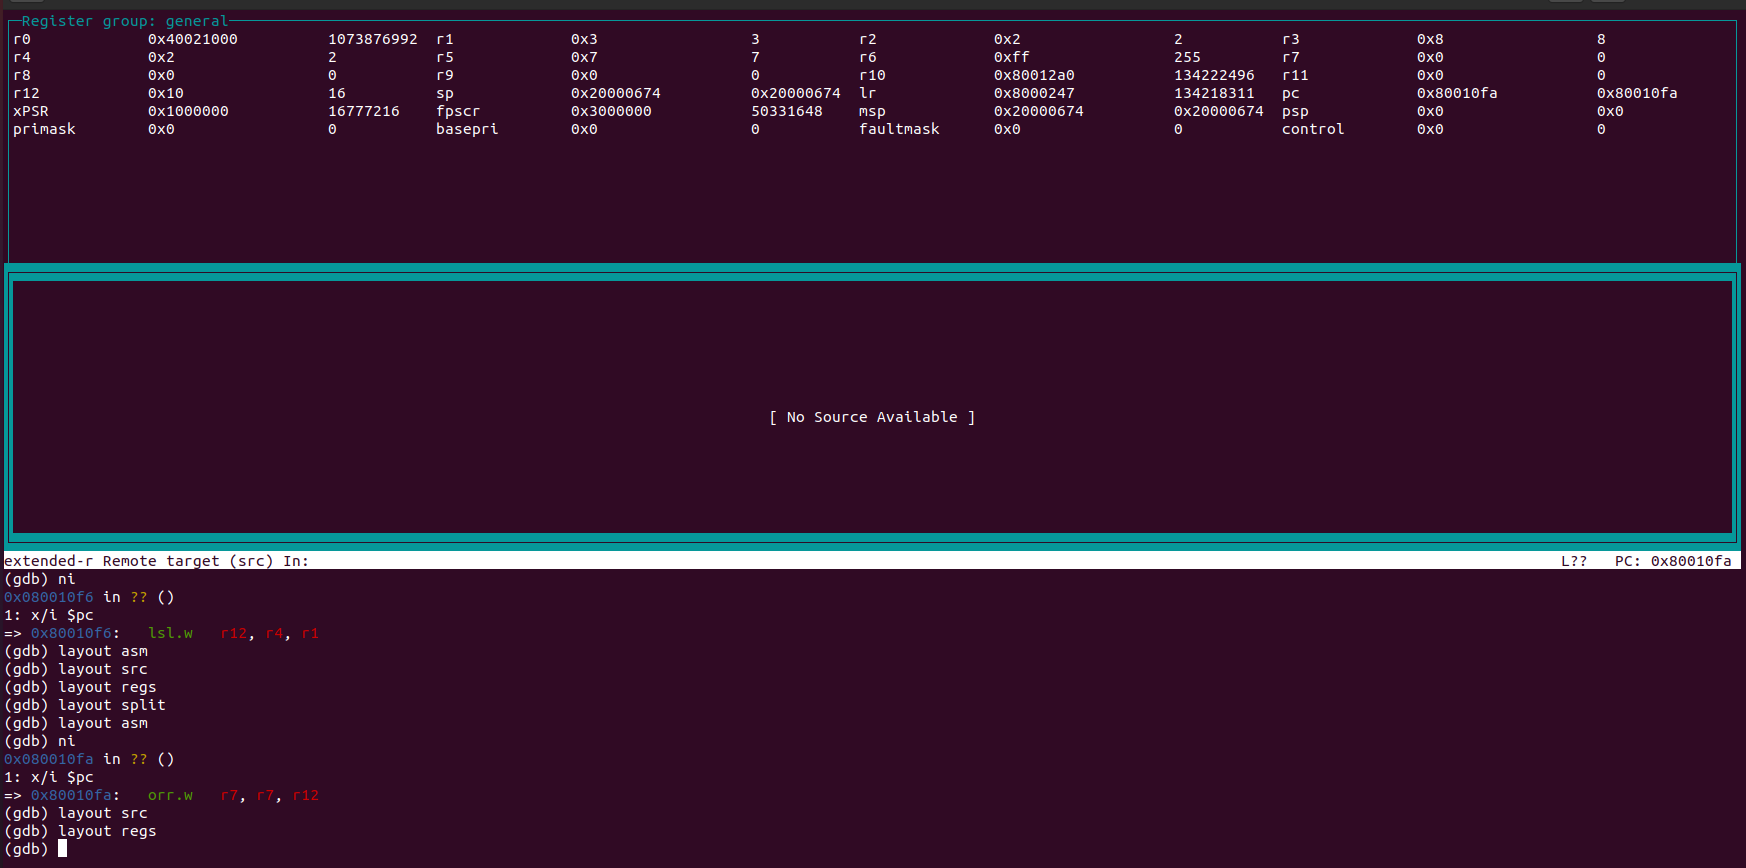 Register group: general
r0 0x40021000 1073876992 r1 0x3 3 r2 0x2 2 r3 0x8 8
r4 0x2 2 r5 0x7 7 r6 0xff 255 r7 0x0 0
r8 0x0 0 r9 0x0 0 r10 0x80012a0 134222496 r11 0x0 0
r12 0x10 16 sp 0x20000674 0x20000674 lr 0x8000247 134218311 pc 0x80010fa 0x80010fa
xPSR 0x1000000 16777216 fpscr 0x3000000 50331648 msp 0x20000674 0x20000674 psp 0x0 0x0
primask 0x0 0 basepri 0x0 0 faultmask 0x0 0 control 0x0 0
[ No Source Available ]
extended-r Remote target (src) In: L?? PC: 0x80010fa
(gdb) ni
0x080010f6 in ?? ()
1: x/i $pc
=> 0x80010f6: lsl.w r12, r4, r1
(gdb) layout asm
(gdb) layout src
(gdb) layout regs
(gdb) layout split
(gdb) layout asm
(gdb) ni
0x080010fa in ?? ()
1: x/i $pc
=> 0x80010fa: orr.w r7, r7, r12
(gdb) layout src
(gdb) layout regs
(gdb)